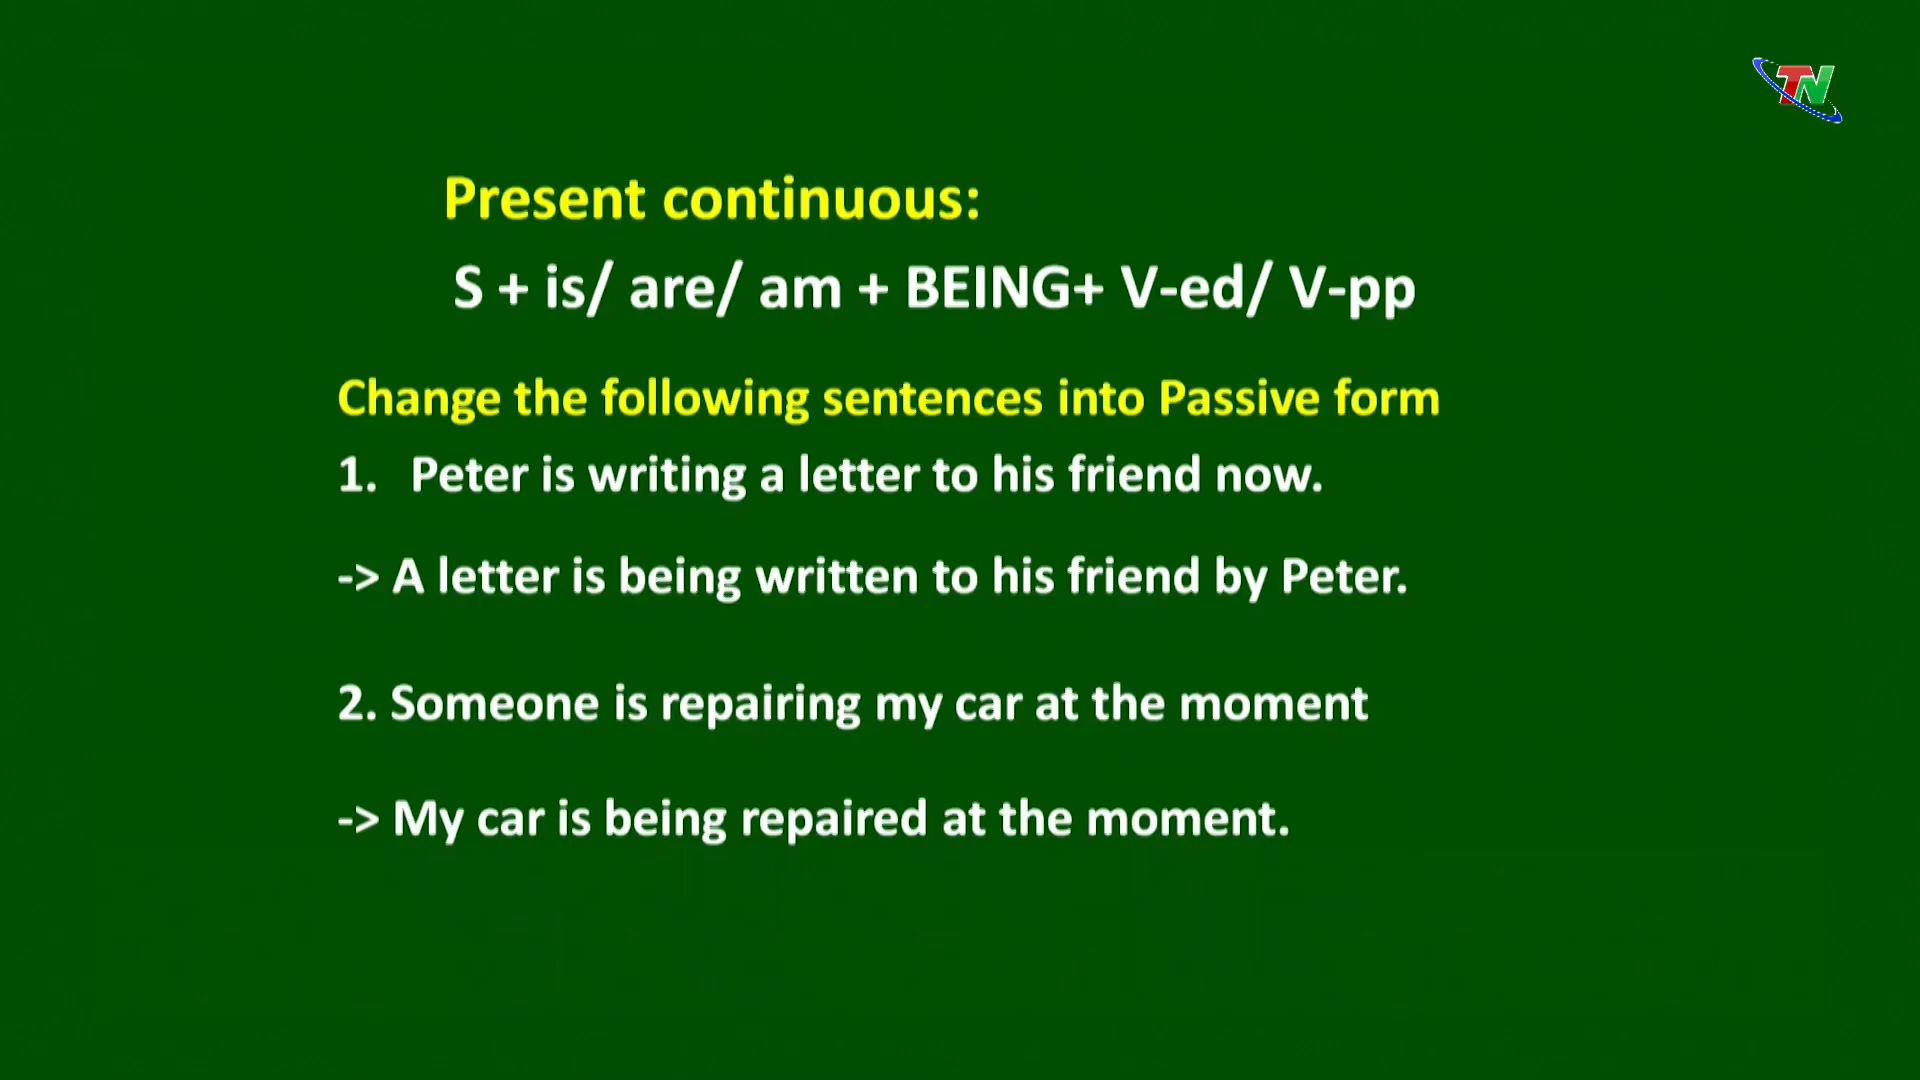 TN
Present continuous:
S + is/ are/ am + BEING+ V-ed/ V-pp
Change the following sentences into Passive form
1. Peter is writing a letter to his friend now.
-> A letter is being written to his friend by Peter.
2. Someone is repairing my car at the moment
-> My car is being repaired at the moment.